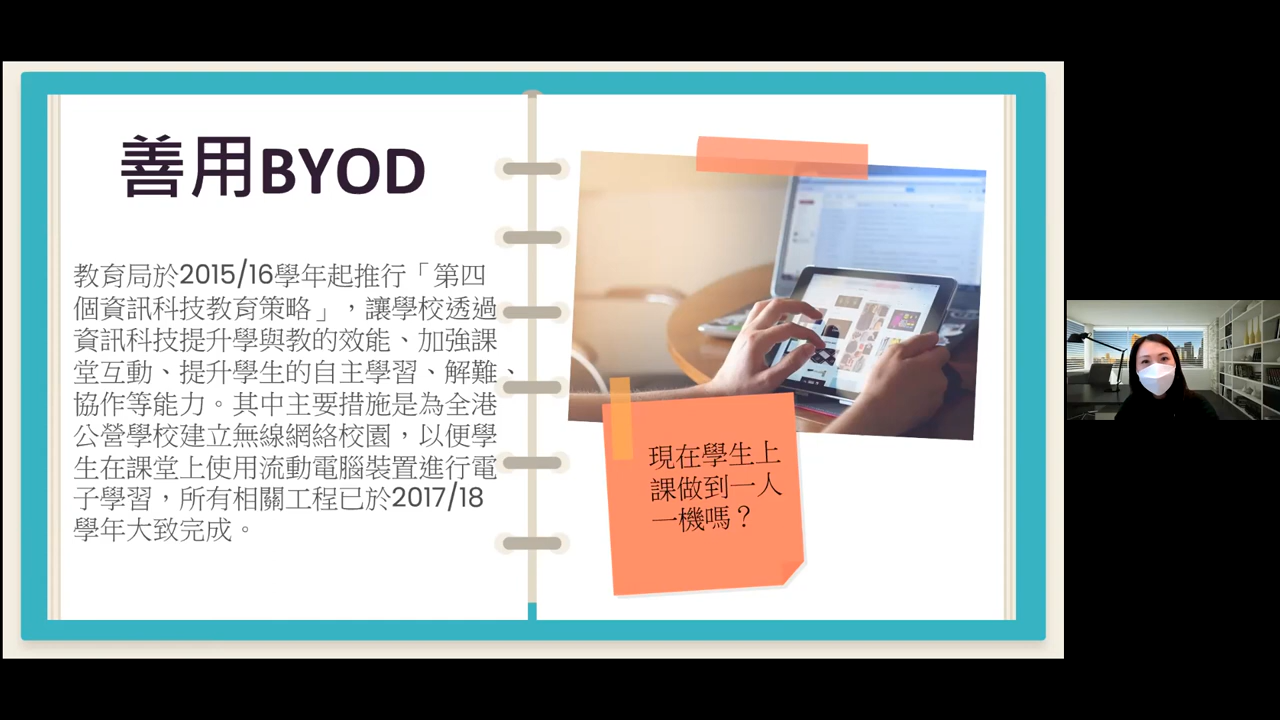 善用BYOD
教育局於2015/16學年起推行「第四
個資訊科技教育策略」，讓學校透過
資訊科技提升學與教的效能、加強課
堂互動、提升學生的自主學習、解難、
協作等能力。其中主要措施是為全港
公營學校建立無線網絡校園，以便學
生在課堂上使用流動電腦裝置進行電
子學習，所有相關工程已於2017/18
學年大致完成。
現在學生上
課做到一人
一機嗎？